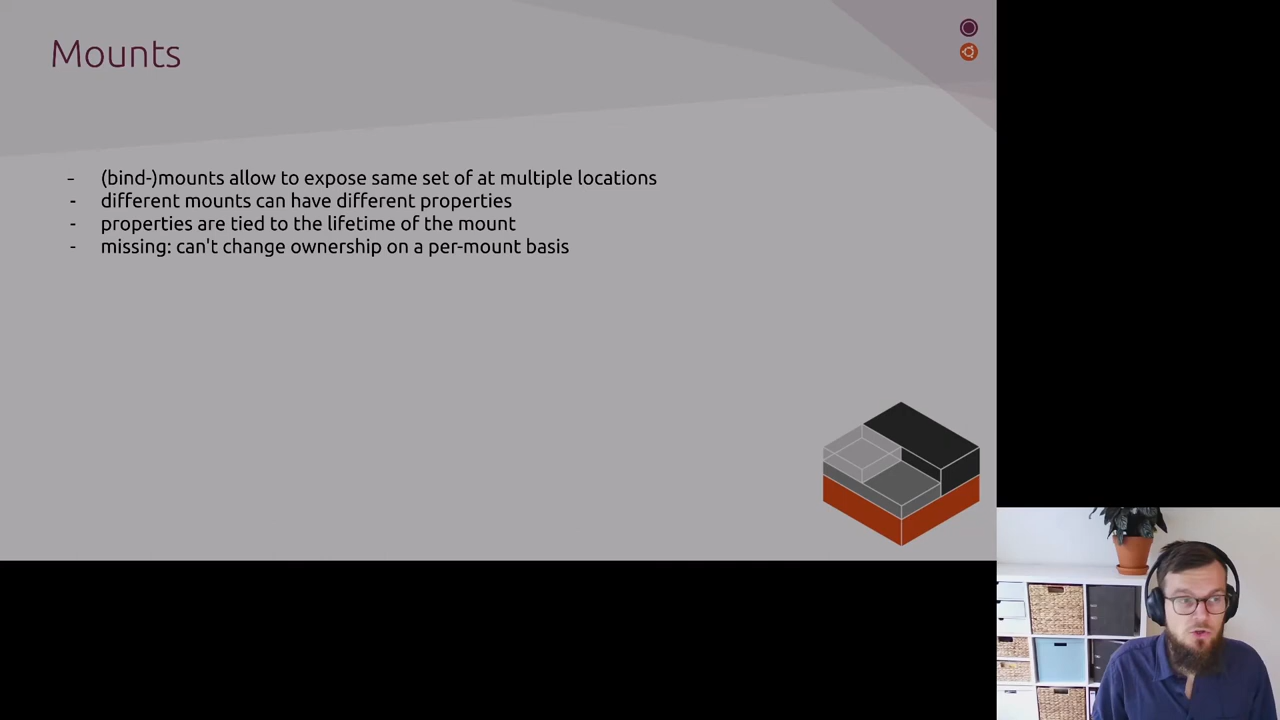 Mounts
- (bind-)mounts allow to expose same set of at multiple locations
- different mounts can have different properties
- properties are tied to the lifetime of the mount
- missing: can't change ownership on a per-mount basis